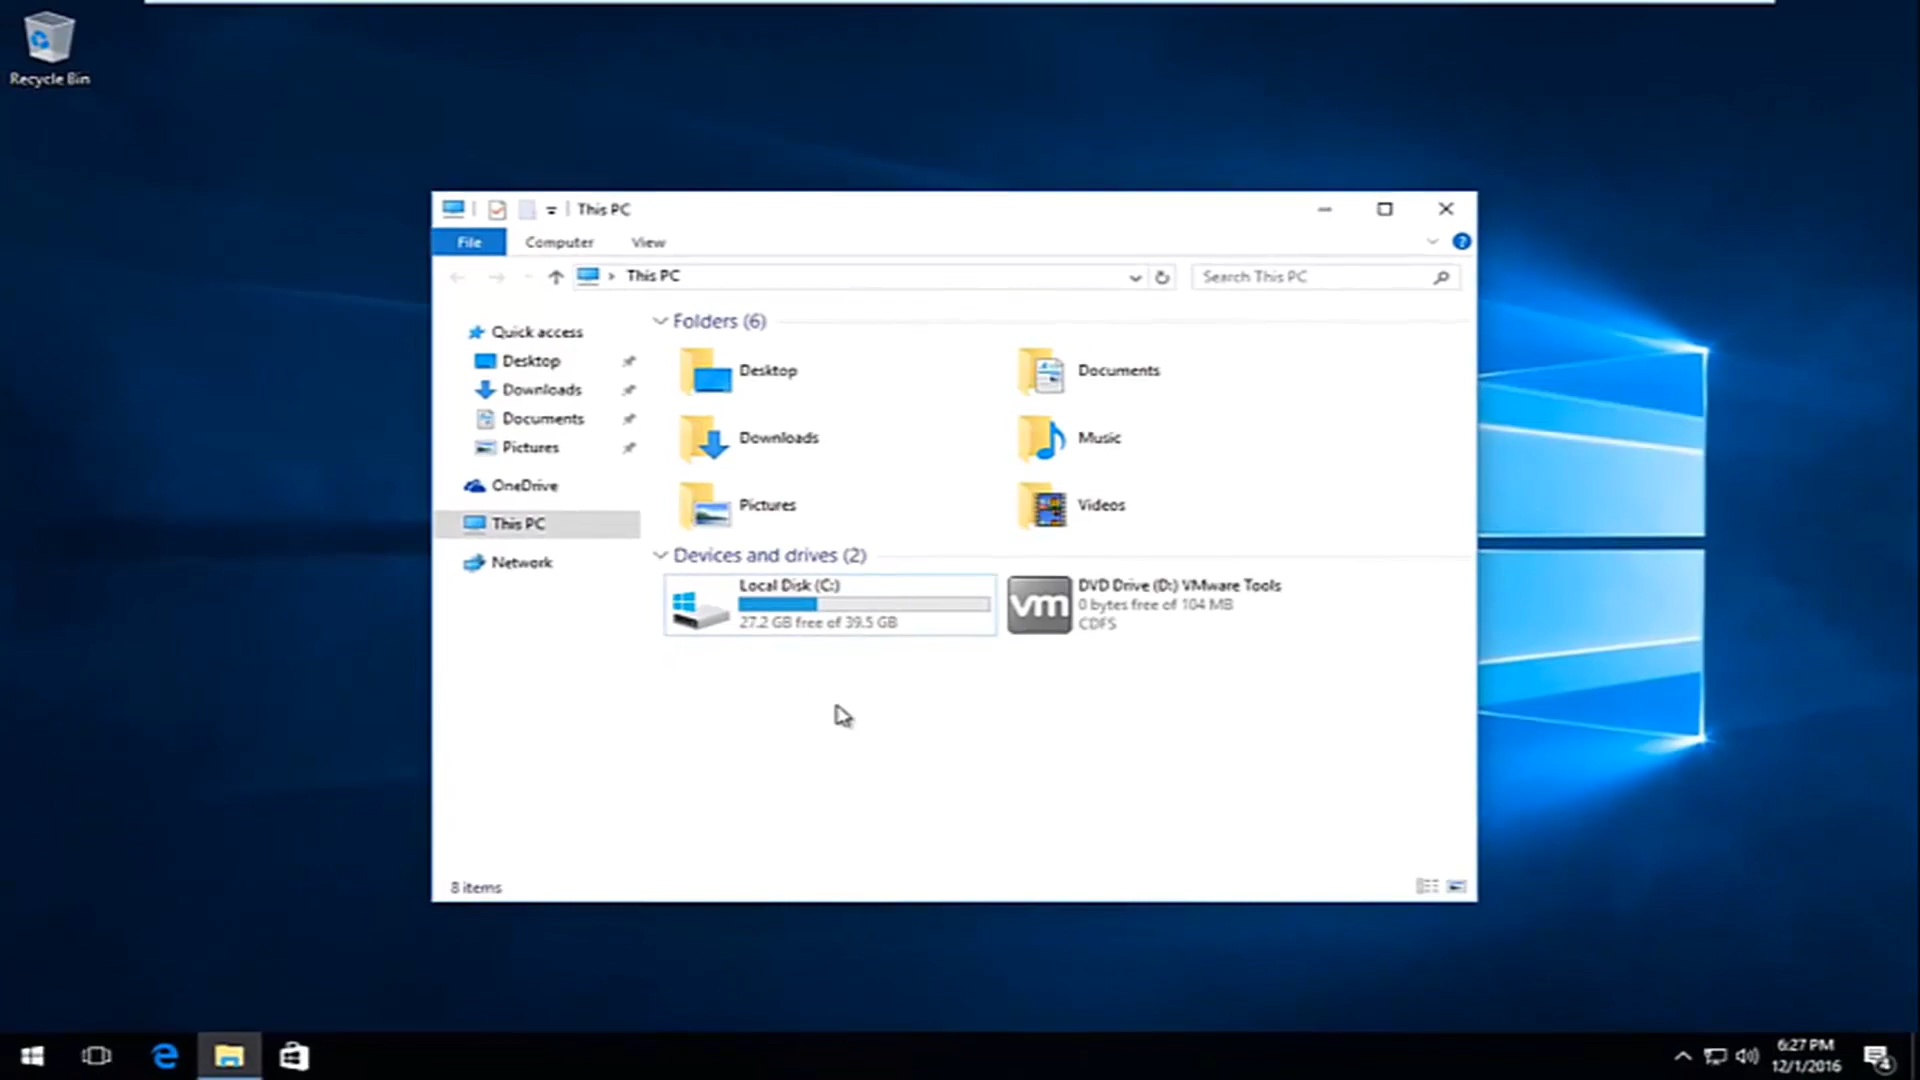 Recycle Bin
This PC
File
Computer
View
?
This PC
Search This PC
Quick access
Desktop
Downloads
Documents
Pictures
OneDrive
This PC
Network
Folders (6)
Desktop
Documents
Downloads
Music
Pictures
Videos
Devices and drives (2)
Local Disk (C:)
27.2 GB free of 39.5 GB
vm
DVD Drive (D:) VMware Tools
0 bytes free of 104 MB
CDFS
8 items
6:27 PM
12/1/2016
4